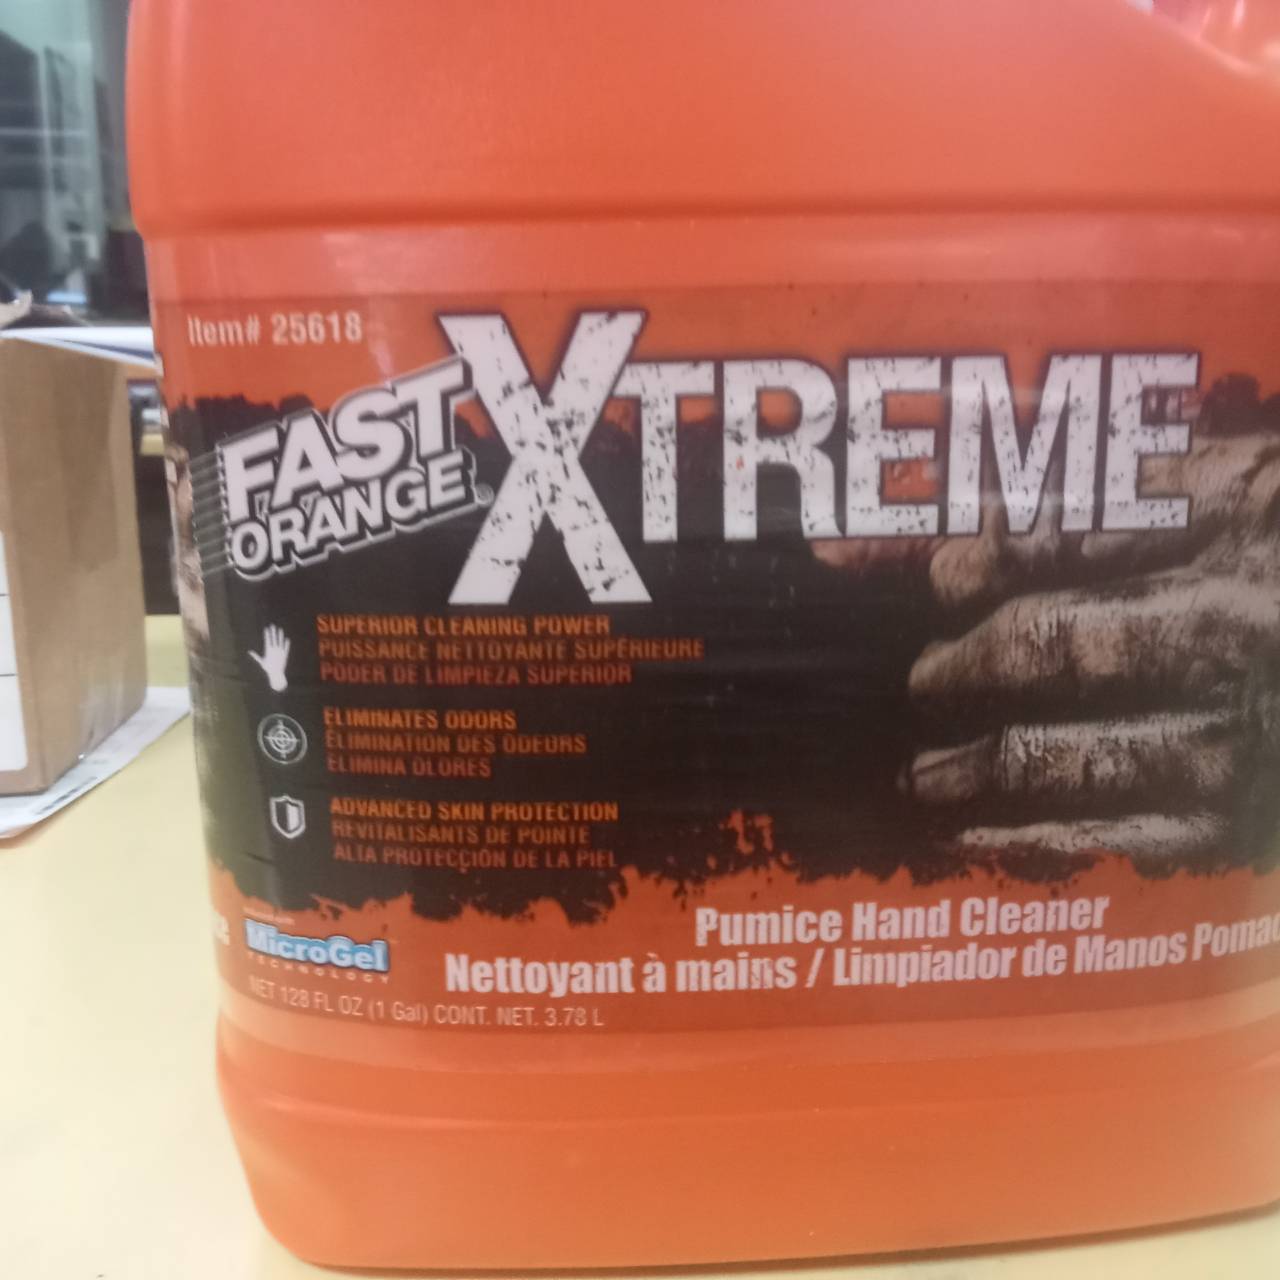 Item# 25618
FAST
ORANGE®
XTREME
SUPERIOR CLEANING POWER
PUISSANCE NETTOYANTE SUPÉRIEURE
PODER DE LIMPIEZA SUPERIOR
ELIMINATES ODORS
ÉLIMINATION DES ODEURS
ELIMINA OLORES
ADVANCED SKIN PROTECTION
REVITALISANTS DE POINTE
ALTA PROTECCIÓN DE LA PIEL
MicroGel
TECHNOLOGY
Pumice Hand Cleaner
Nettoyant à mains / Limpiador de Manos Pomac
NET 128 FL OZ (1 Gal) CONT. NET. 3.78 L